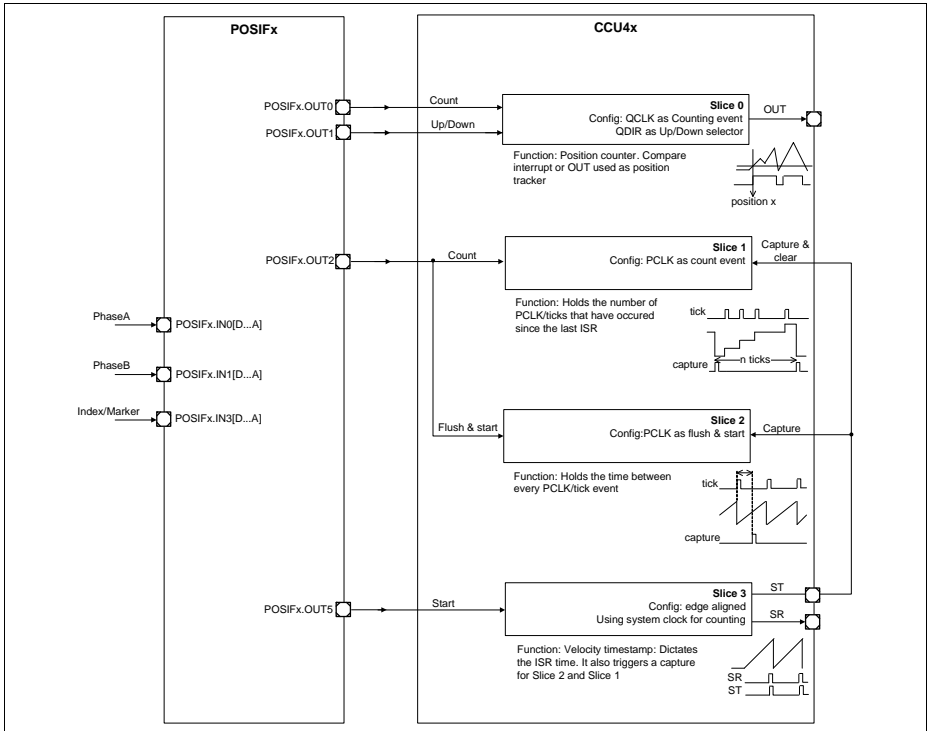 POSIFx
CCU4x
POSIFx.OUT0
Count
Slice 0
Config: QCLK as Counting event
QDIR as Up/Down selector
OUT
POSIFx.OUT1
Up/Down
Function: Position counter. Compare
interrupt or OUT used as position
tracker
position x
POSIFx.OUT2
Count
Slice 1
Config: PCLK as count event
Capture &
clear
Function: Holds the number of
PCLK/ticks that have occured
since the last ISR
tick
n ticks
capture
PhaseA
POSIFx.IN0[D...A]
PhaseB
POSIFx.IN1[D...A]
Index/Marker
POSIFx.IN3[D...A]
Flush & start
Slice 2
Config:PCLK as flush & start
Capture
Function: Holds the time between
every PCLK/tick event
tick
capture
POSIFx.OUT5
Start
Slice 3
Config: edge aligned
Using system clock for counting
ST
SR
Function: Velocity timestamp: Dictates
the ISR time. It also triggers a capture
for Slice 2 and Slice 1
SR
ST